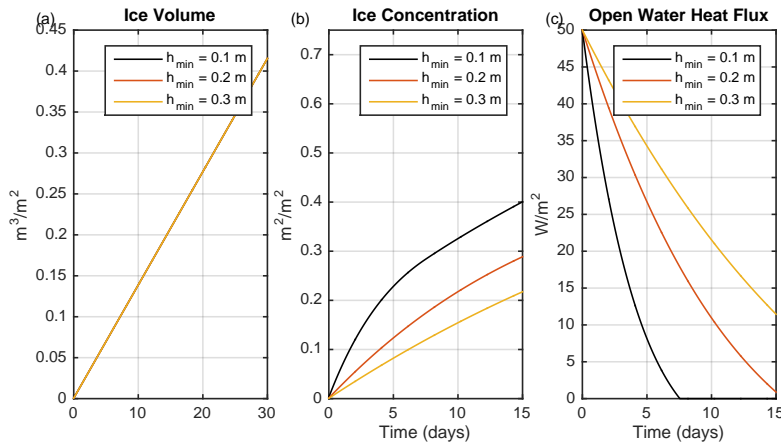 (a) Ice Volume
m³/m²
0.45
0.4
0.35
0.3
0.25
0.2
0.15
0.1
0.05
0
0 10 20 30
h_min = 0.1 m
h_min = 0.2 m
h_min = 0.3 m
(b) Ice Concentration
m²/m²
0.7
0.6
0.5
0.4
0.3
0.2
0.1
0
0 5 10 15
Time (days)
h_min = 0.1 m
h_min = 0.2 m
h_min = 0.3 m
(c) Open Water Heat Flux
W/m²
50
45
40
35
30
25
20
15
10
5
0
0 5 10 15
Time (days)
h_min = 0.1 m
h_min = 0.2 m
h_min = 0.3 m